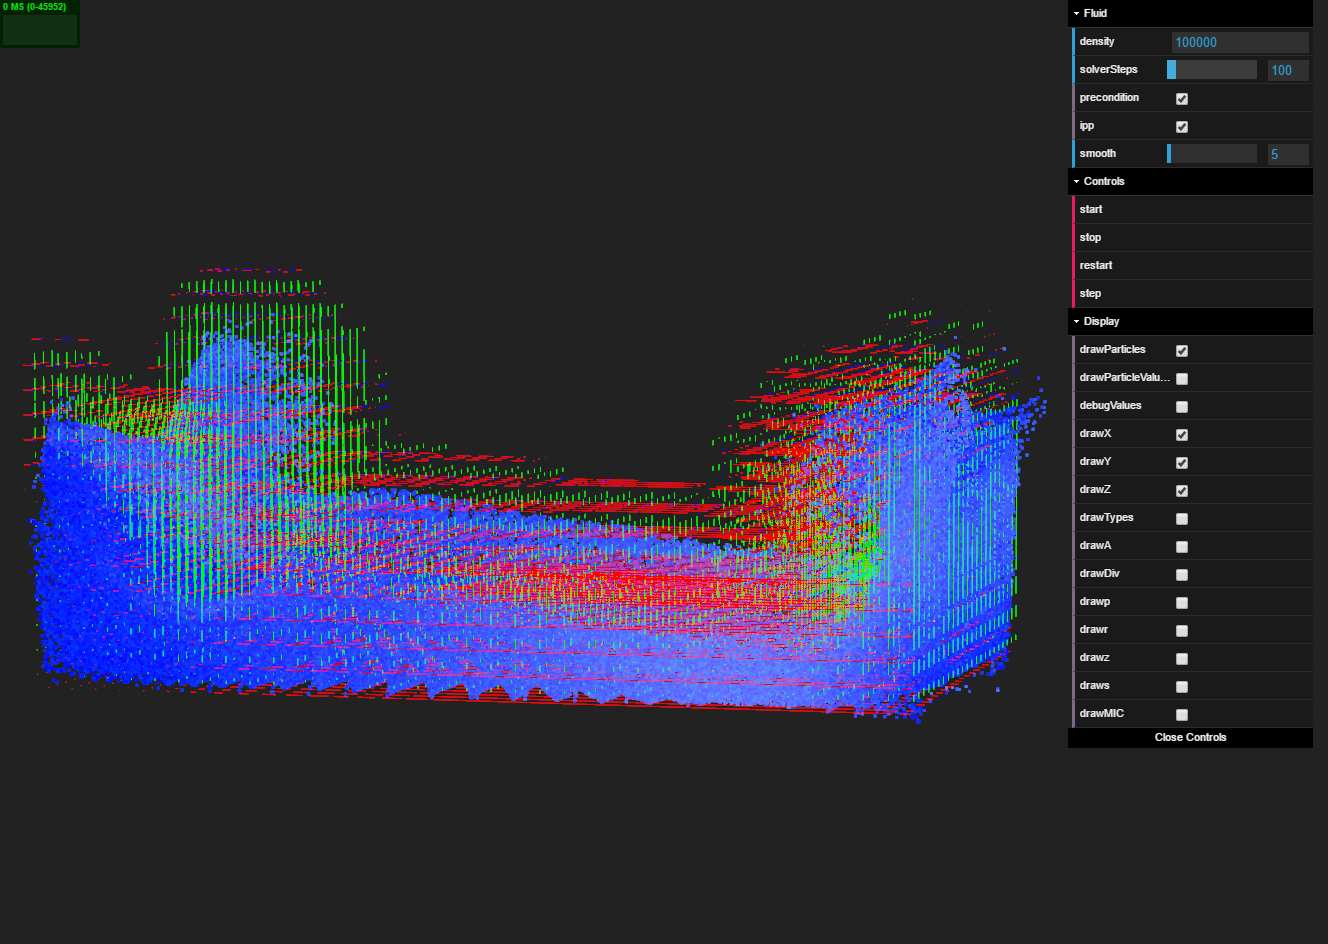 0 MS (0-45952)
Fluid
density 100000
solverSteps 100
precondition
ipp
smooth 5
Controls
start
stop
restart
step
Display
drawParticles
drawParticleValu...
debugValues
drawX
drawY
drawZ
drawTypes
drawA
drawDiv
drawp
drawr
drawz
draws
drawMIC
Close Controls